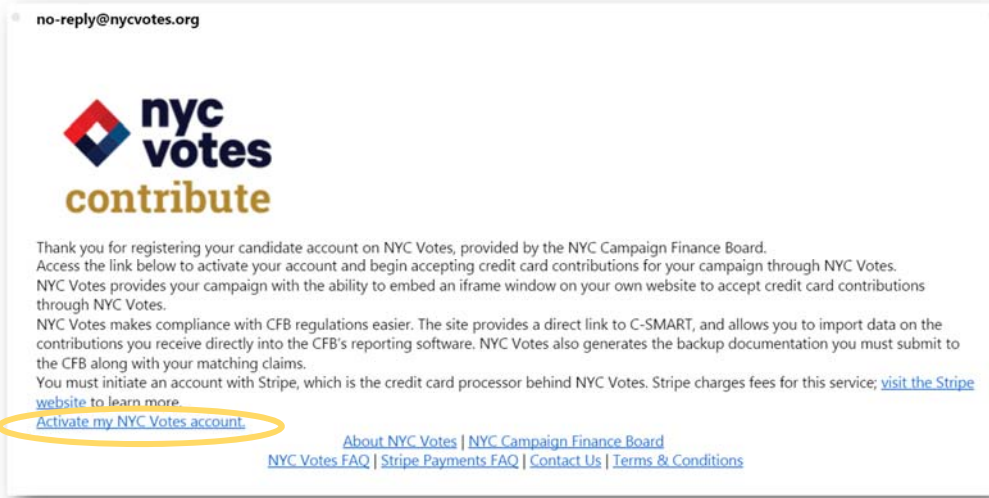 no-reply@nycvotes.org
nyc
votes
contribute
Thank you for registering your candidate account on NYC Votes, provided by the NYC Campaign Finance Board.
Access the link below to activate your account and begin accepting credit card contributions for your campaign through NYC Votes.
NYC Votes provides your campaign with the ability to embed an iframe window on your own website to accept credit card contributions
through NYC Votes.
NYC Votes makes compliance with CFB regulations easier. The site provides a direct link to C-SMART, and allows you to import data on the
contributions you receive directly into the CFB's reporting software. NYC Votes also generates the backup documentation you must submit to
the CFB along with your matching claims.
You must initiate an account with Stripe, which is the credit card processor behind NYC Votes. Stripe charges fees for this service; visit the Stripe
website to learn more.
Activate my NYC Votes account.
About NYC Votes | NYC Campaign Finance Board
NYC Votes FAQ | Stripe Payments FAQ | Contact Us | Terms & Conditions